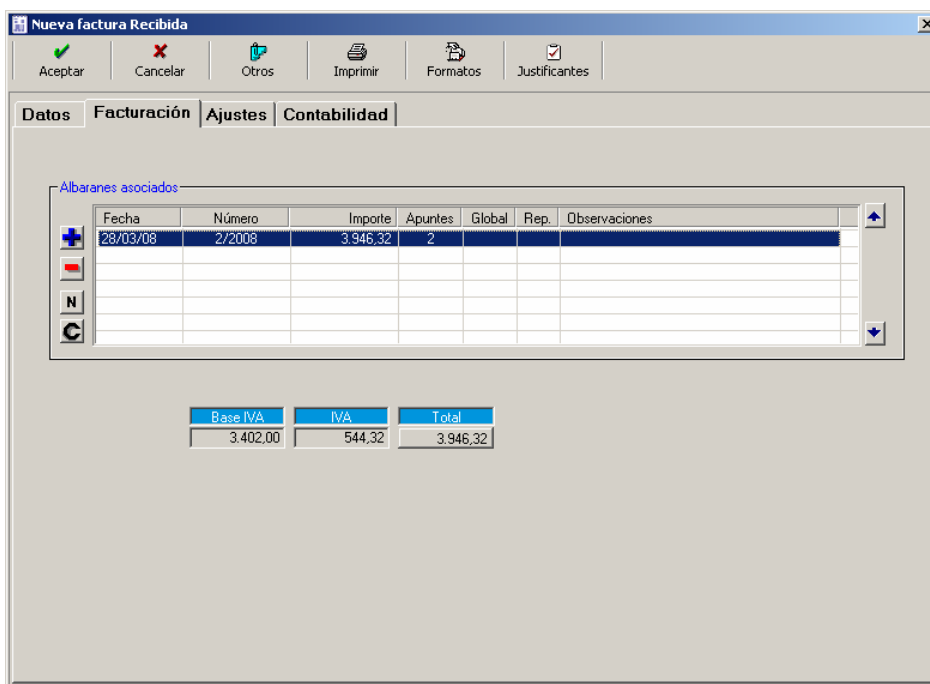 Nueva factura Recibida
Aceptar Cancelar Otros Imprimir Formatos Justificantes
Datos Facturación Ajustes Contabilidad
Albaranes asociados
Fecha Número Importe Apuntes Global Rep. Observaciones
28/03/08 2/2008 3.946,32 2
N
C
Base IVA IVA Total
3.402,00 544,32 3.946,32